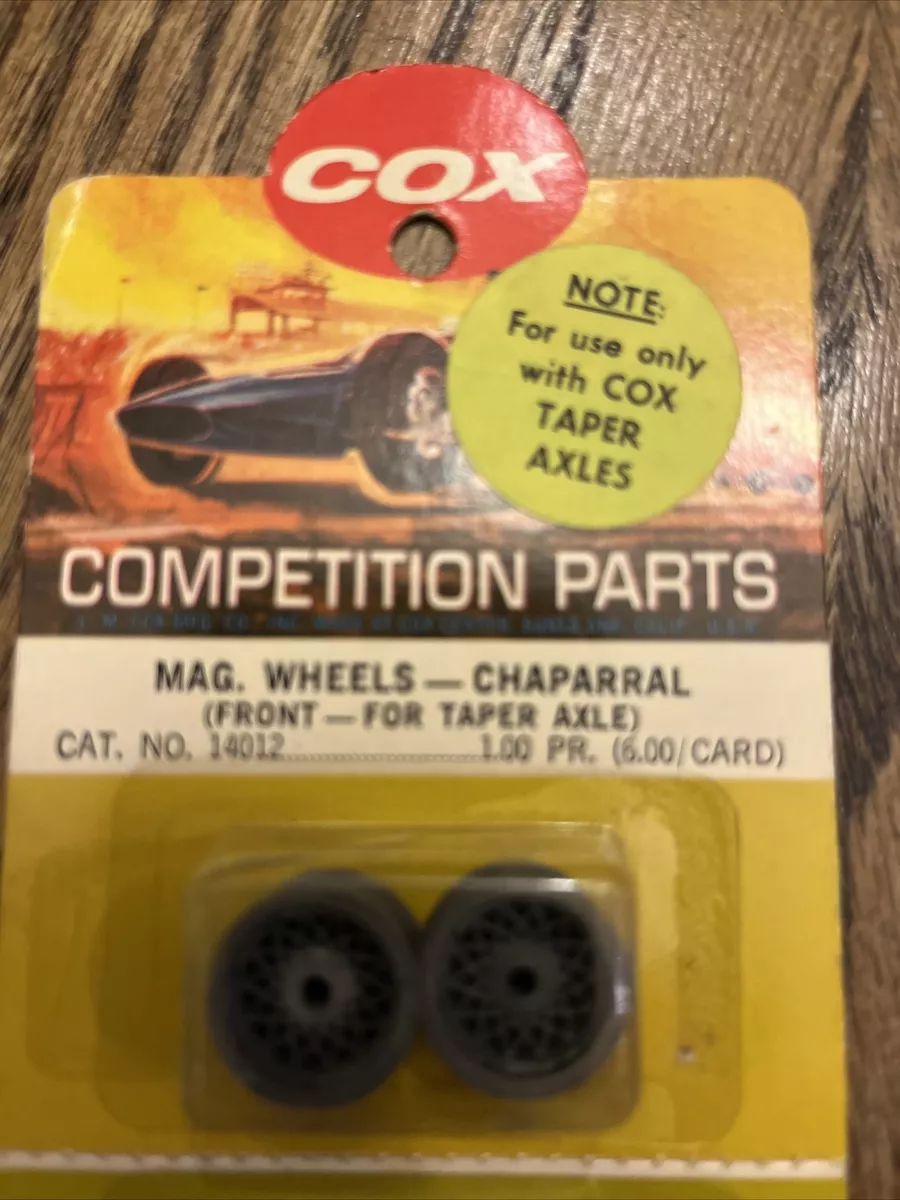 COX
NOTE:
For use only
with COX
TAPER
AXLES
COMPETITION PARTS
MAG. WHEELS — CHAPARRAL
(FRONT — FOR TAPER AXLE)
CAT. NO. 14012..............................1.00 PR. (6.00/CARD)